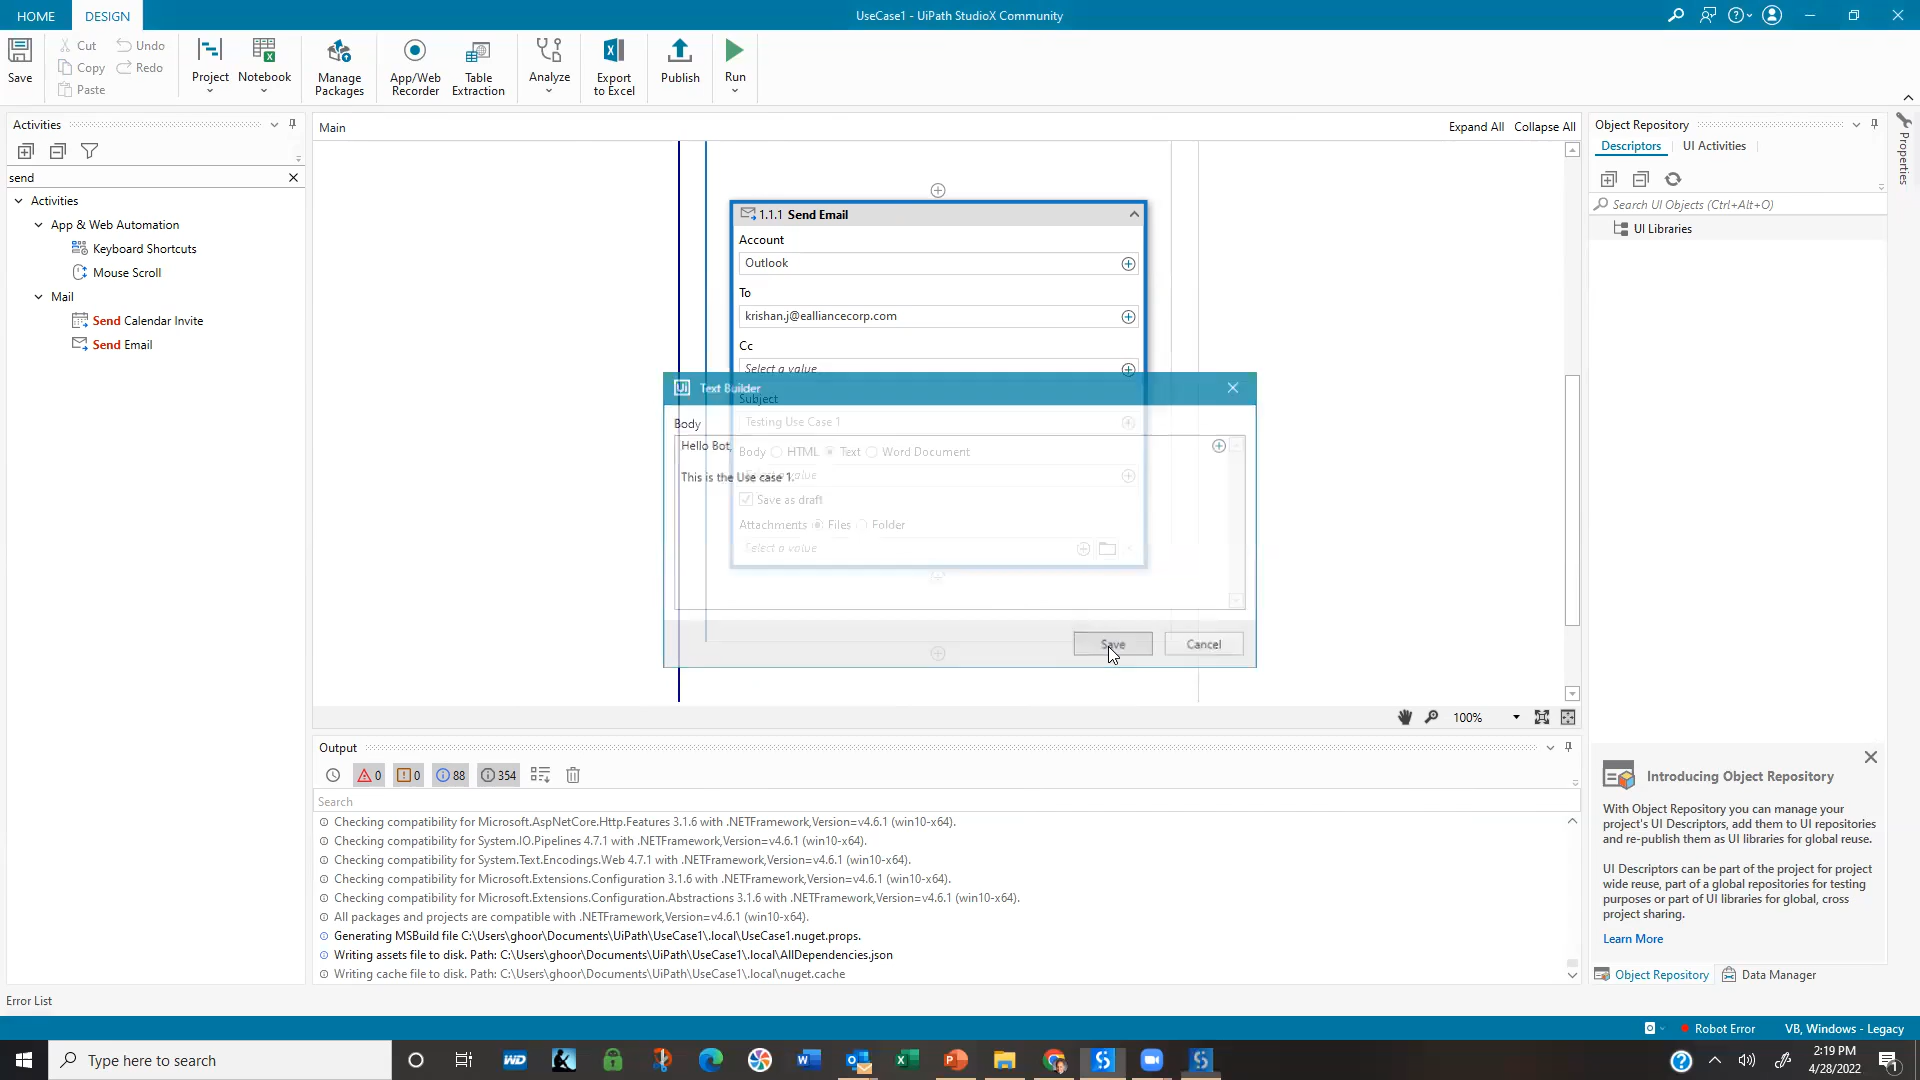 HOME
DESIGN
UseCase1 - UiPath StudioX Community
Save
Cut
Copy
Paste
Undo
Redo
Project
Notebook
Manage
Packages
App/Web
Recorder
Table
Extraction
Analyze
Export
to Excel
Publish
Run
Activities
send
Activities
App & Web Automation
Keyboard Shortcuts
Mouse Scroll
Mail
Send Calendar Invite
Send Email
Main
Expand All Collapse All
1.1.1 Send Email
Account
Outlook
To
krishan.j@ealliancecorp.com
Cc
Select a value
Ui Text Builder
Subject
Body
Testing Use Case 1
Hello Bot,
Body HTML Text Word Document
This is the Use case 1.
Save as draft
Attachments Files Folder
Select a value
Save
Cancel
100%
Output
0
0
88
354
Search
Checking compatibility for Microsoft.AspNetCore.Http.Features 3.1.6 with .NETFramework,Version=v4.6.1 (win10-x64).
Checking compatibility for System.IO.Pipelines 4.7.1 with .NETFramework,Version=v4.6.1 (win10-x64).
Checking compatibility for System.Text.Encodings.Web 4.7.1 with .NETFramework,Version=v4.6.1 (win10-x64).
Checking compatibility for Microsoft.Extensions.Configuration 3.1.6 with .NETFramework,Version=v4.6.1 (win10-x64).
Checking compatibility for Microsoft.Extensions.Configuration.Abstractions 3.1.6 with .NETFramework,Version=v4.6.1 (win10-x64).
All packages and projects are compatible with .NETFramework,Version=v4.6.1 (win10-x64).
Generating MSBuild file C:\Users\ghoor\Documents\UiPath\UseCase1\.local\UseCase1.nuget.props.
Writing assets file to disk. Path: C:\Users\ghoor\Documents\UiPath\UseCase1\.local\AllDependencies.json
Writing cache file to disk. Path: C:\Users\ghoor\Documents\UiPath\UseCase1\.local\nuget.cache
Object Repository
Descriptors
UI Activities
Search UI Objects (Ctrl+Alt+O)
UI Libraries
Properties
Introducing Object Repository
With Object Repository you can manage your
project's UI Descriptors, add them to UI repositories
and re-publish them as UI libraries for global reuse.
UI Descriptors can be part of the project for project
wide reuse, part of a global repositories for testing
purposes or part of UI libraries for global, cross
project sharing.
Learn More
Object Repository
Data Manager
Error List
Robot Error
VB, Windows - Legacy
Type here to search
2:19 PM
4/28/2022
1